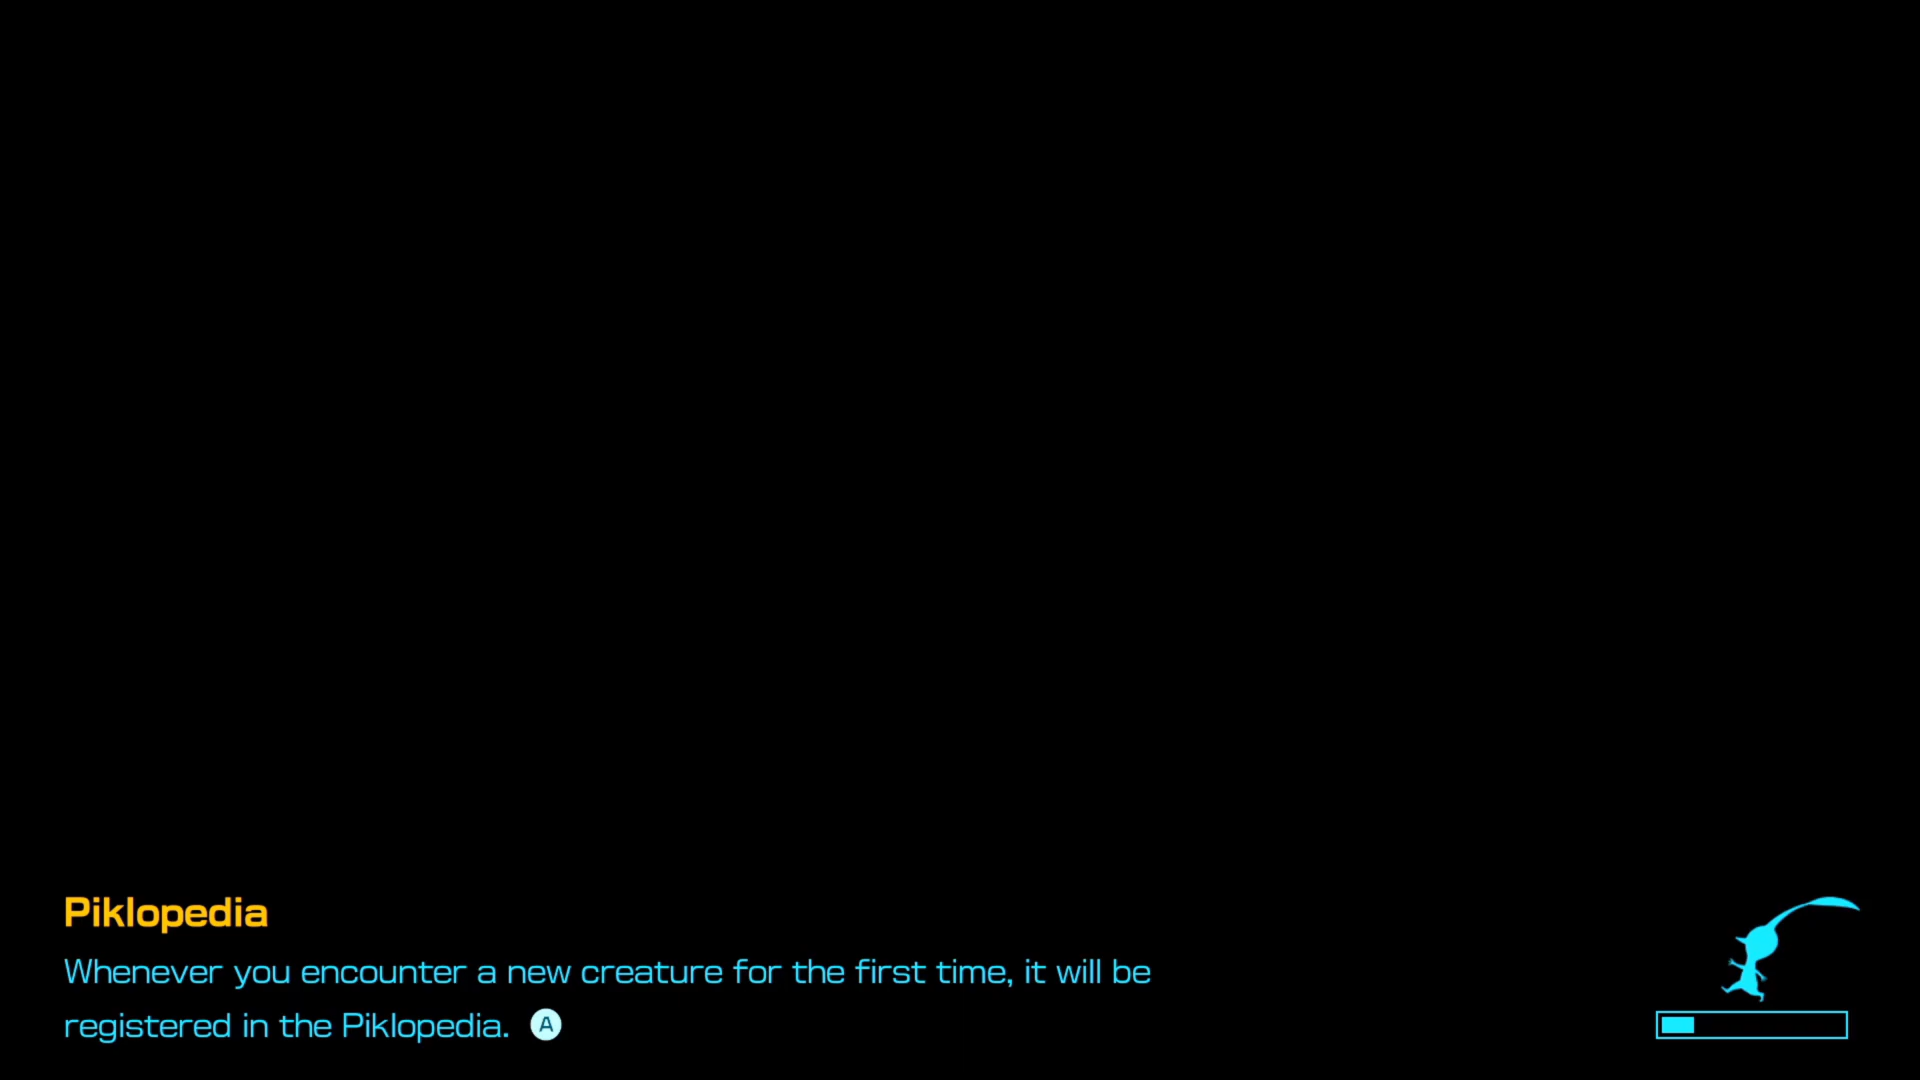 Piklopedia
Whenever you encounter a new creature for the first time, it will be
registered in the Piklopedia. A